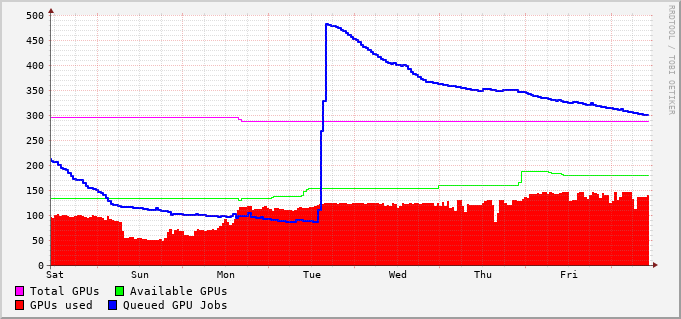 500
450
400
350
300
250
200
150
100
50
0
Sat Sun Mon Tue Wed Thu Fri
Total GPUs Available GPUs
GPUs used Queued GPU Jobs
RRDTOOL / TOBI OETIKER